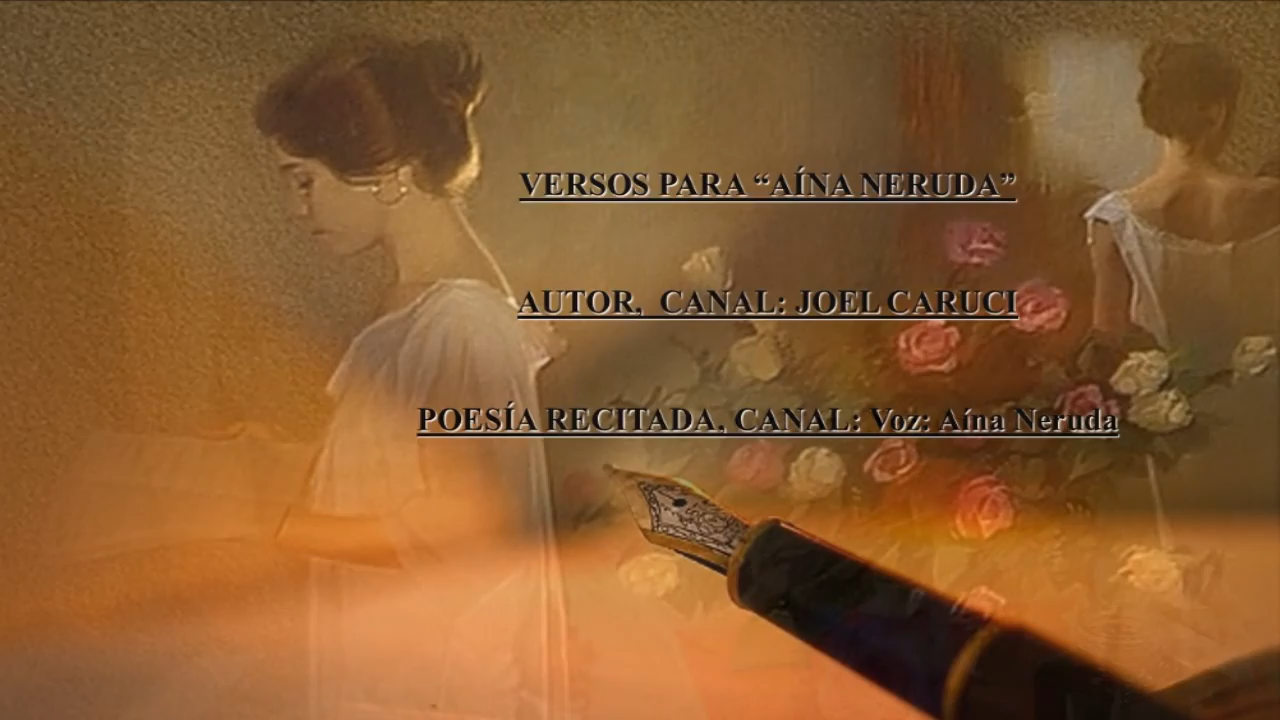 VERSOS PARA “AÍNA NERUDA”
AUTOR,  CANAL: JOEL CARUCI
POESÍA RECITADA, CANAL: Voz: Aína Neruda